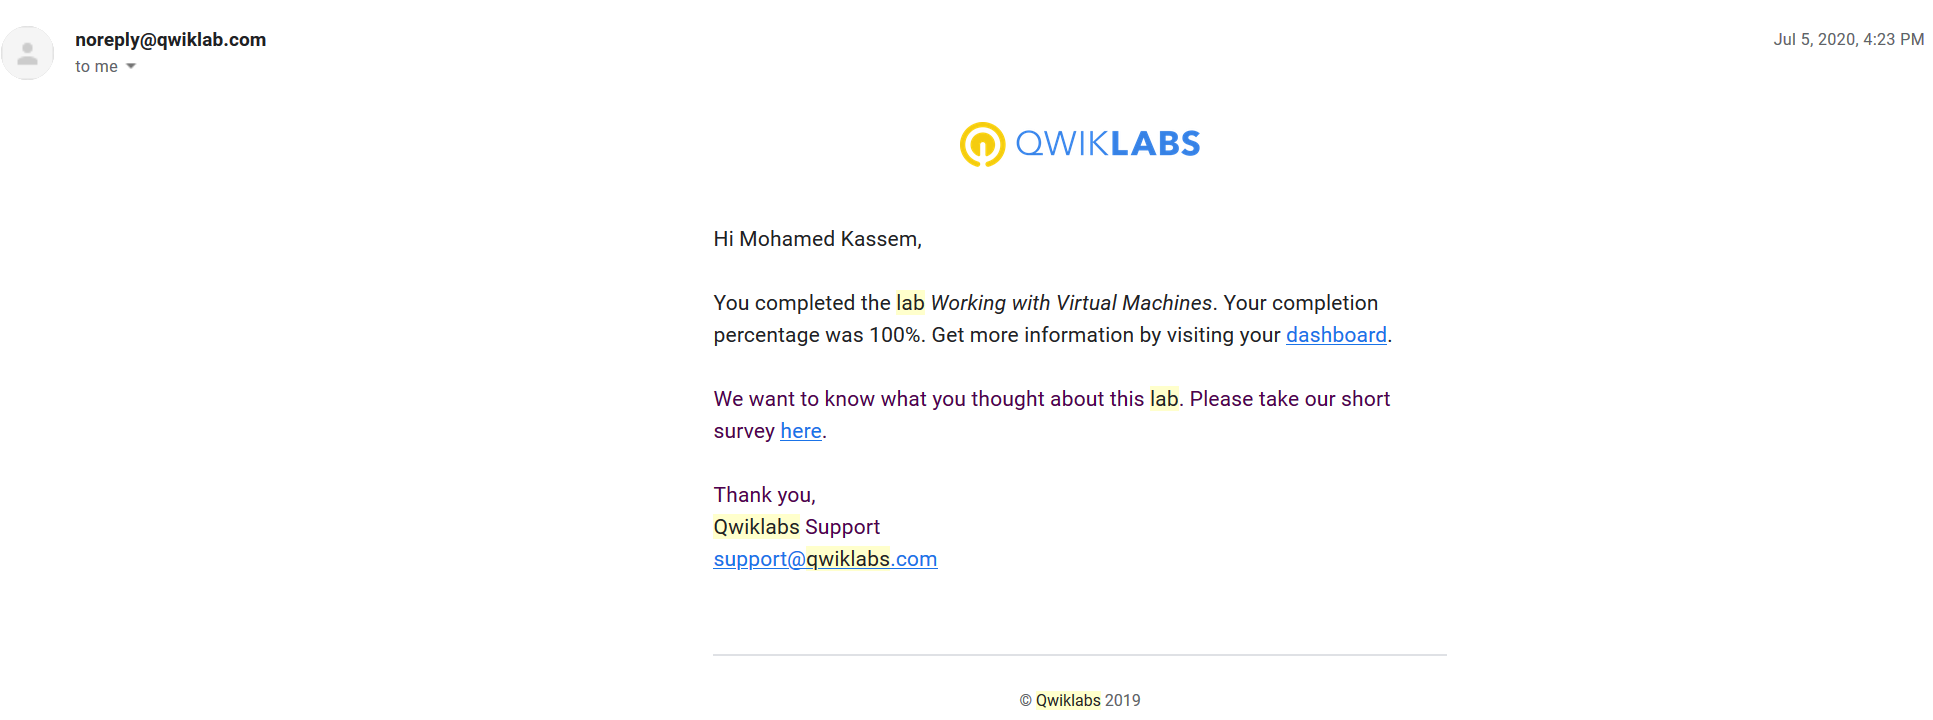 noreply@qwiklab.com
Jul 5, 2020, 4:23 PM
to me
QWIKLABS
Hi Mohamed Kassem,
You completed the lab Working with Virtual Machines. Your completion
percentage was 100%. Get more information by visiting your dashboard.
We want to know what you thought about this lab. Please take our short
survey here.
Thank you,
Qwiklabs Support
support@qwiklabs.com
© Qwiklabs 2019